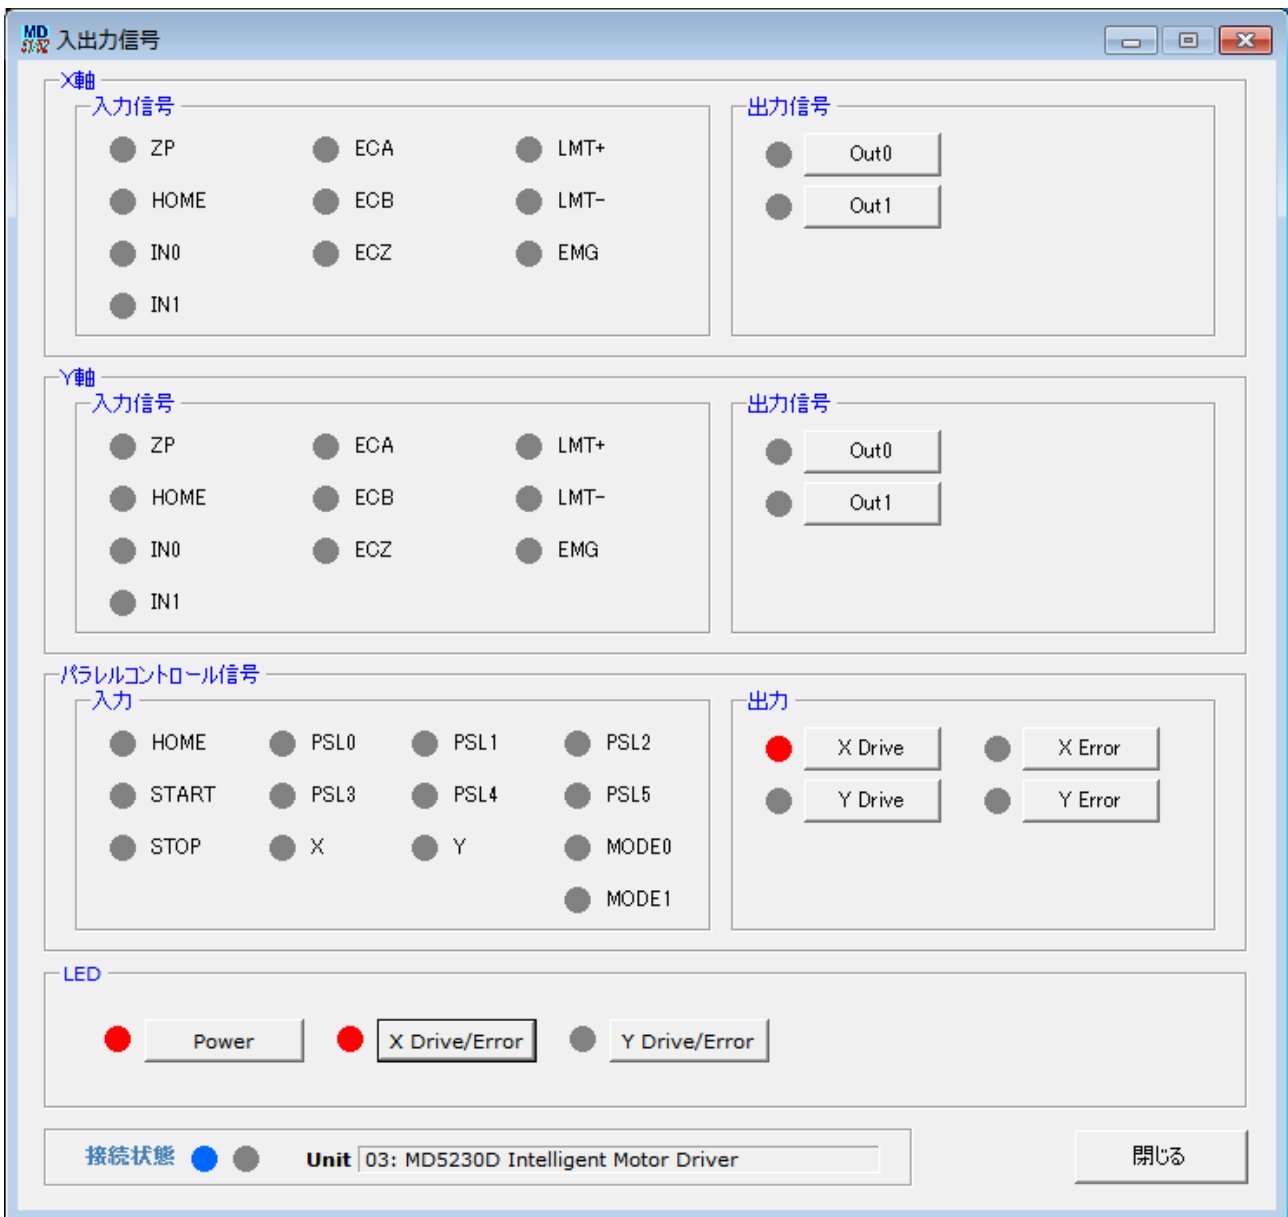 入出力信号
X軸
入力信号
ZP ECA LMT+
HOME ECB LMT-
IN0 ECZ EMG
IN1
出力信号
Out0
Out1
Y軸
入力信号
ZP ECA LMT+
HOME ECB LMT-
IN0 ECZ EMG
IN1
出力信号
Out0
Out1
パラレルコントロール信号
入力
HOME PSL0 PSL1 PSL2
START PSL3 PSL4 PSL5
STOP X Y MODE0
MODE1
出力
X Drive X Error
Y Drive Y Error
LED
Power X Drive/Error Y Drive/Error
接続状態 Unit 03: MD5230D Intelligent Motor Driver 閉じる